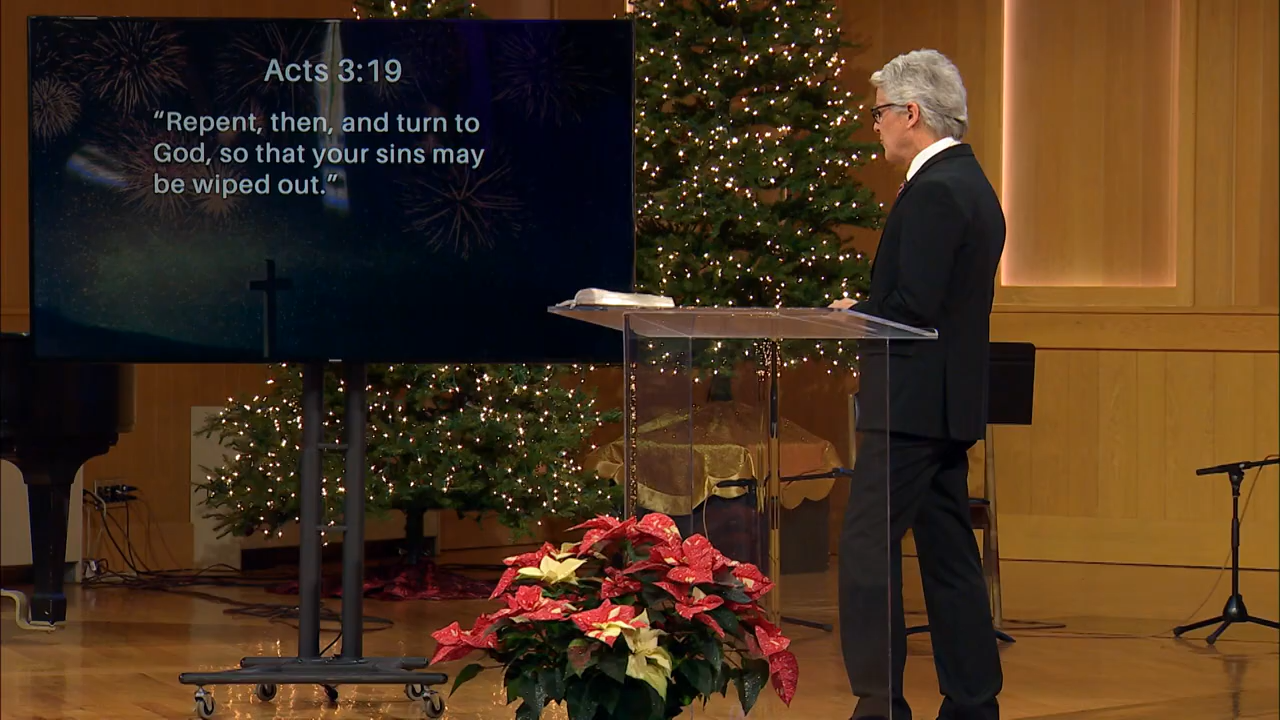 Acts 3:19
“Repent, then, and turn to
God, so that your sins may
be wiped out.”